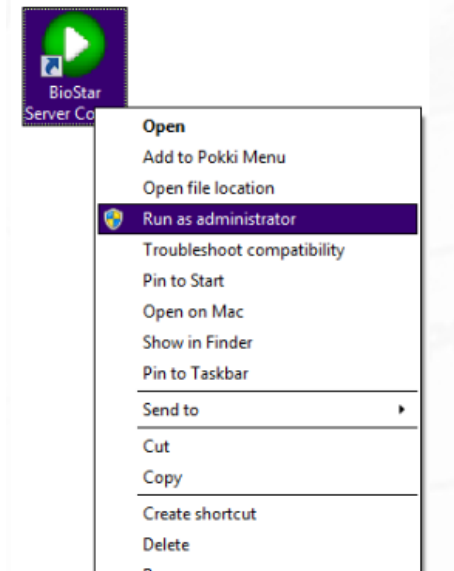 BioStar
Server Co
Open
Add to Pokki Menu
Open file location
Run as administrator
Troubleshoot compatibility
Pin to Start
Open on Mac
Show in Finder
Pin to Taskbar
Send to
Cut
Copy
Create shortcut
Delete